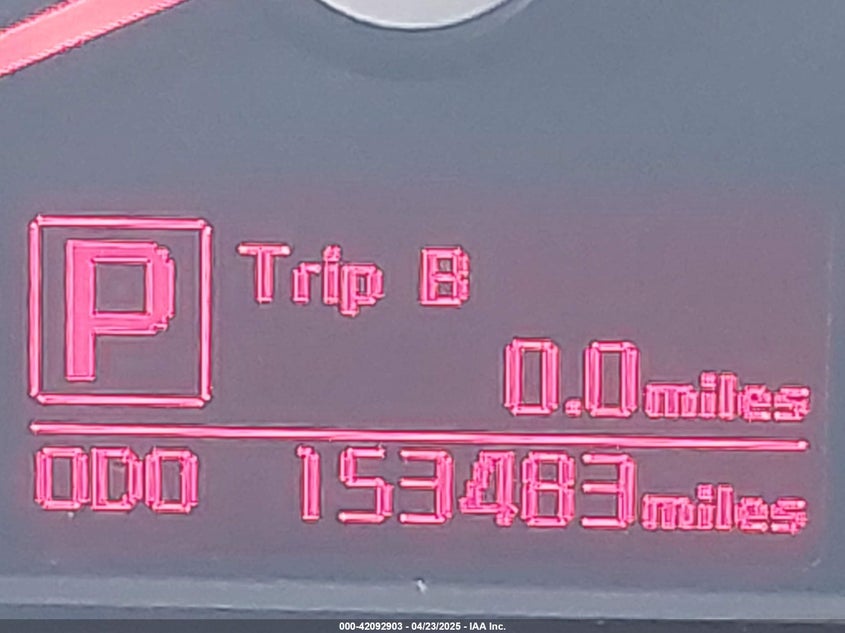 P
Trip B
0.0 miles
ODO 153483 miles
000-42092903 - 04/23/2025 - IAA Inc.